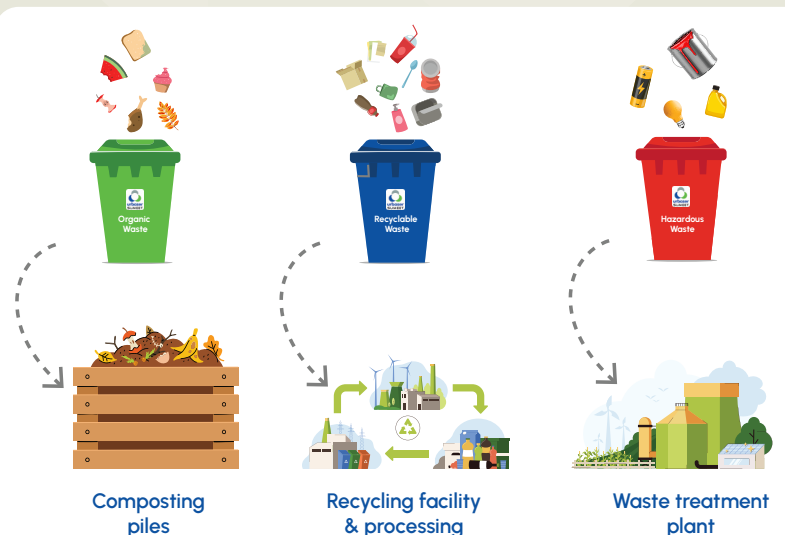 Organic
Waste
Recyclable
Waste
Hazardous
Waste
Composting
piles
Recycling facility
& processing
Waste treatment
plant